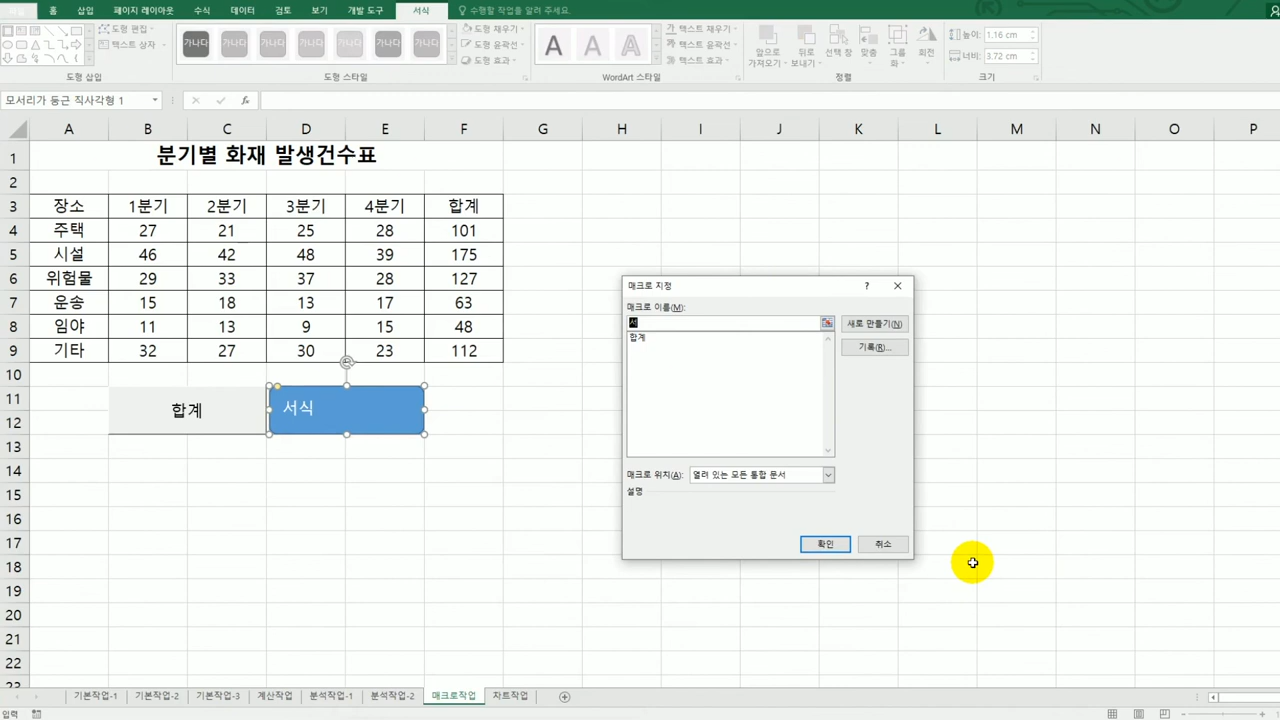 홈 삽입 페이지 레이아웃 수식 데이터 검토 보기 개발 도구 서식 수행할 작업을 알려 주세요.
도형 편집
텍스트 상자
가나다 가나다 가나다 가나다 가나다 가나다 가나다
도형 채우기
도형 윤곽선
도형 효과
A A A
텍스트 채우기
텍스트 윤곽선
텍스트 효과
앞으로 가져오기
뒤로 보내기
선택 창
맞춤
그룹화
회전
높이: 1.16 cm
너비: 3.72 cm
도형 삽입 도형 스타일 WordArt 스타일 정렬 크기
모서리가 둥근 직사각형 1 fx
A B C D E F G H I J K L M N O P
1 분기별 화재 발생건수표
2
3 장소 1분기 2분기 3분기 4분기 합계
4 주택 27 21 25 28 101
5 시설 46 42 48 39 175
6 위험물 29 33 37 28 127
7 운송 15 18 13 17 63
8 임야 11 13 9 15 48
9 기타 32 27 30 23 112
10
11
합계 서식
12
13
14
15
16
17
18
19
20
21
22
23
매크로 지정 ?
매크로 이름(M):
새로 만들기(N)
합계
기록(R)...
매크로 위치(A): 열려 있는 모든 통합 문서
설명
확인 취소
기본작업-1 기본작업-2 기본작업-3 계산작업 분석작업-1 분석작업-2 매크로작업 차트작업
입력